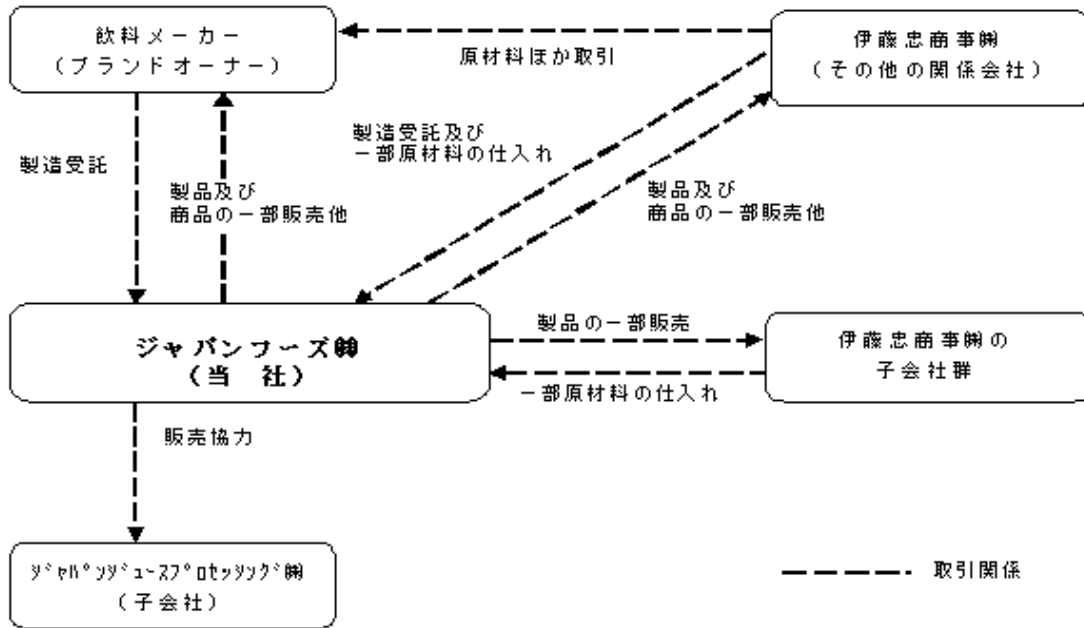 飲料メーカー
（ブランドオーナー）
伊藤忠商事㈱
（その他の関係会社）
原材料ほか取引
製造受託及び
一部原材料の仕入れ
製造受託
製品及び
商品の一部販売他
製品及び
商品の一部販売他
ジャパンフーズ㈱
（当　社）
製品の一部販売
一部原材料の仕入れ
伊藤忠商事㈱の
子会社群
販売協力
ｼﾞｬﾊﾟﾝｼﾞｭｰｽﾌﾟﾛｾｯｼﾝｸﾞ㈱
（子会社）
取引関係